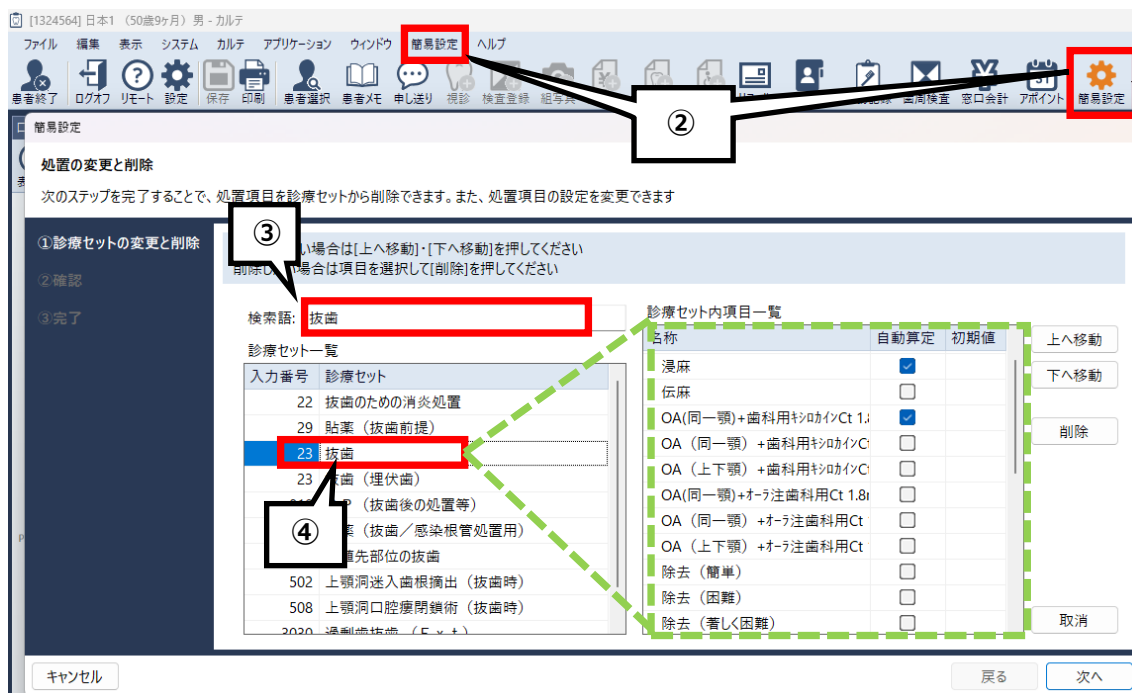 [1324564] 日本1 （50歳9ヶ月）男 - カルテ
ファイル 編集 表示 システム カルテ アプリケーション ウィンドウ 簡易設定 ヘルプ
患者終了 ログオフ リモート 設定 保存 印刷 患者選択 患者メモ 申し送り 視診 検査登録 組写真 歯周検査 窓口会計 アポイント 簡易設定
②
簡易設定
処置の変更と削除
次のステップを完了することで、処置項目を診療セットから削除できます。また、処置項目の設定を変更できます
①診療セットの変更と削除
②確認
③完了
③
い場合は[上へ移動]・[下へ移動]を押してください
削除し い場合は項目を選択して[削除]を押してください
検索語: 抜歯
診療セット一覧
入力番号 診療セット
22 抜歯のための消炎処置
29 貼薬（抜歯前提）
23 抜歯
23 抜歯（埋伏歯）
（抜歯後の処置等）
薬（抜歯／感染根管処置用）
植先部位の抜歯
502 上顎洞迷入歯根摘出（抜歯時）
508 上顎洞口腔瘻閉鎖術（抜歯時）
3030 過剰歯抜歯（Ｅｘｔ）
④
診療セット内項目一覧
名称 自動算定 初期値
浸麻
伝麻
OA(同一顎)+歯科用ｷｼﾛｶｲﾝCt 1.8
OA（同一顎）+歯科用ｷｼﾛｶｲﾝCt
OA（上下顎）+歯科用ｷｼﾛｶｲﾝCt
OA(同一顎)+ｵｰﾗ注歯科用Ct 1.8m
OA（同一顎）+ｵｰﾗ注歯科用Ct
OA（上下顎）+ｵｰﾗ注歯科用Ct
除去（簡単）
除去（困難）
除去（著しく困難）
上へ移動
下へ移動
削除
取消
キャンセル 戻る 次へ